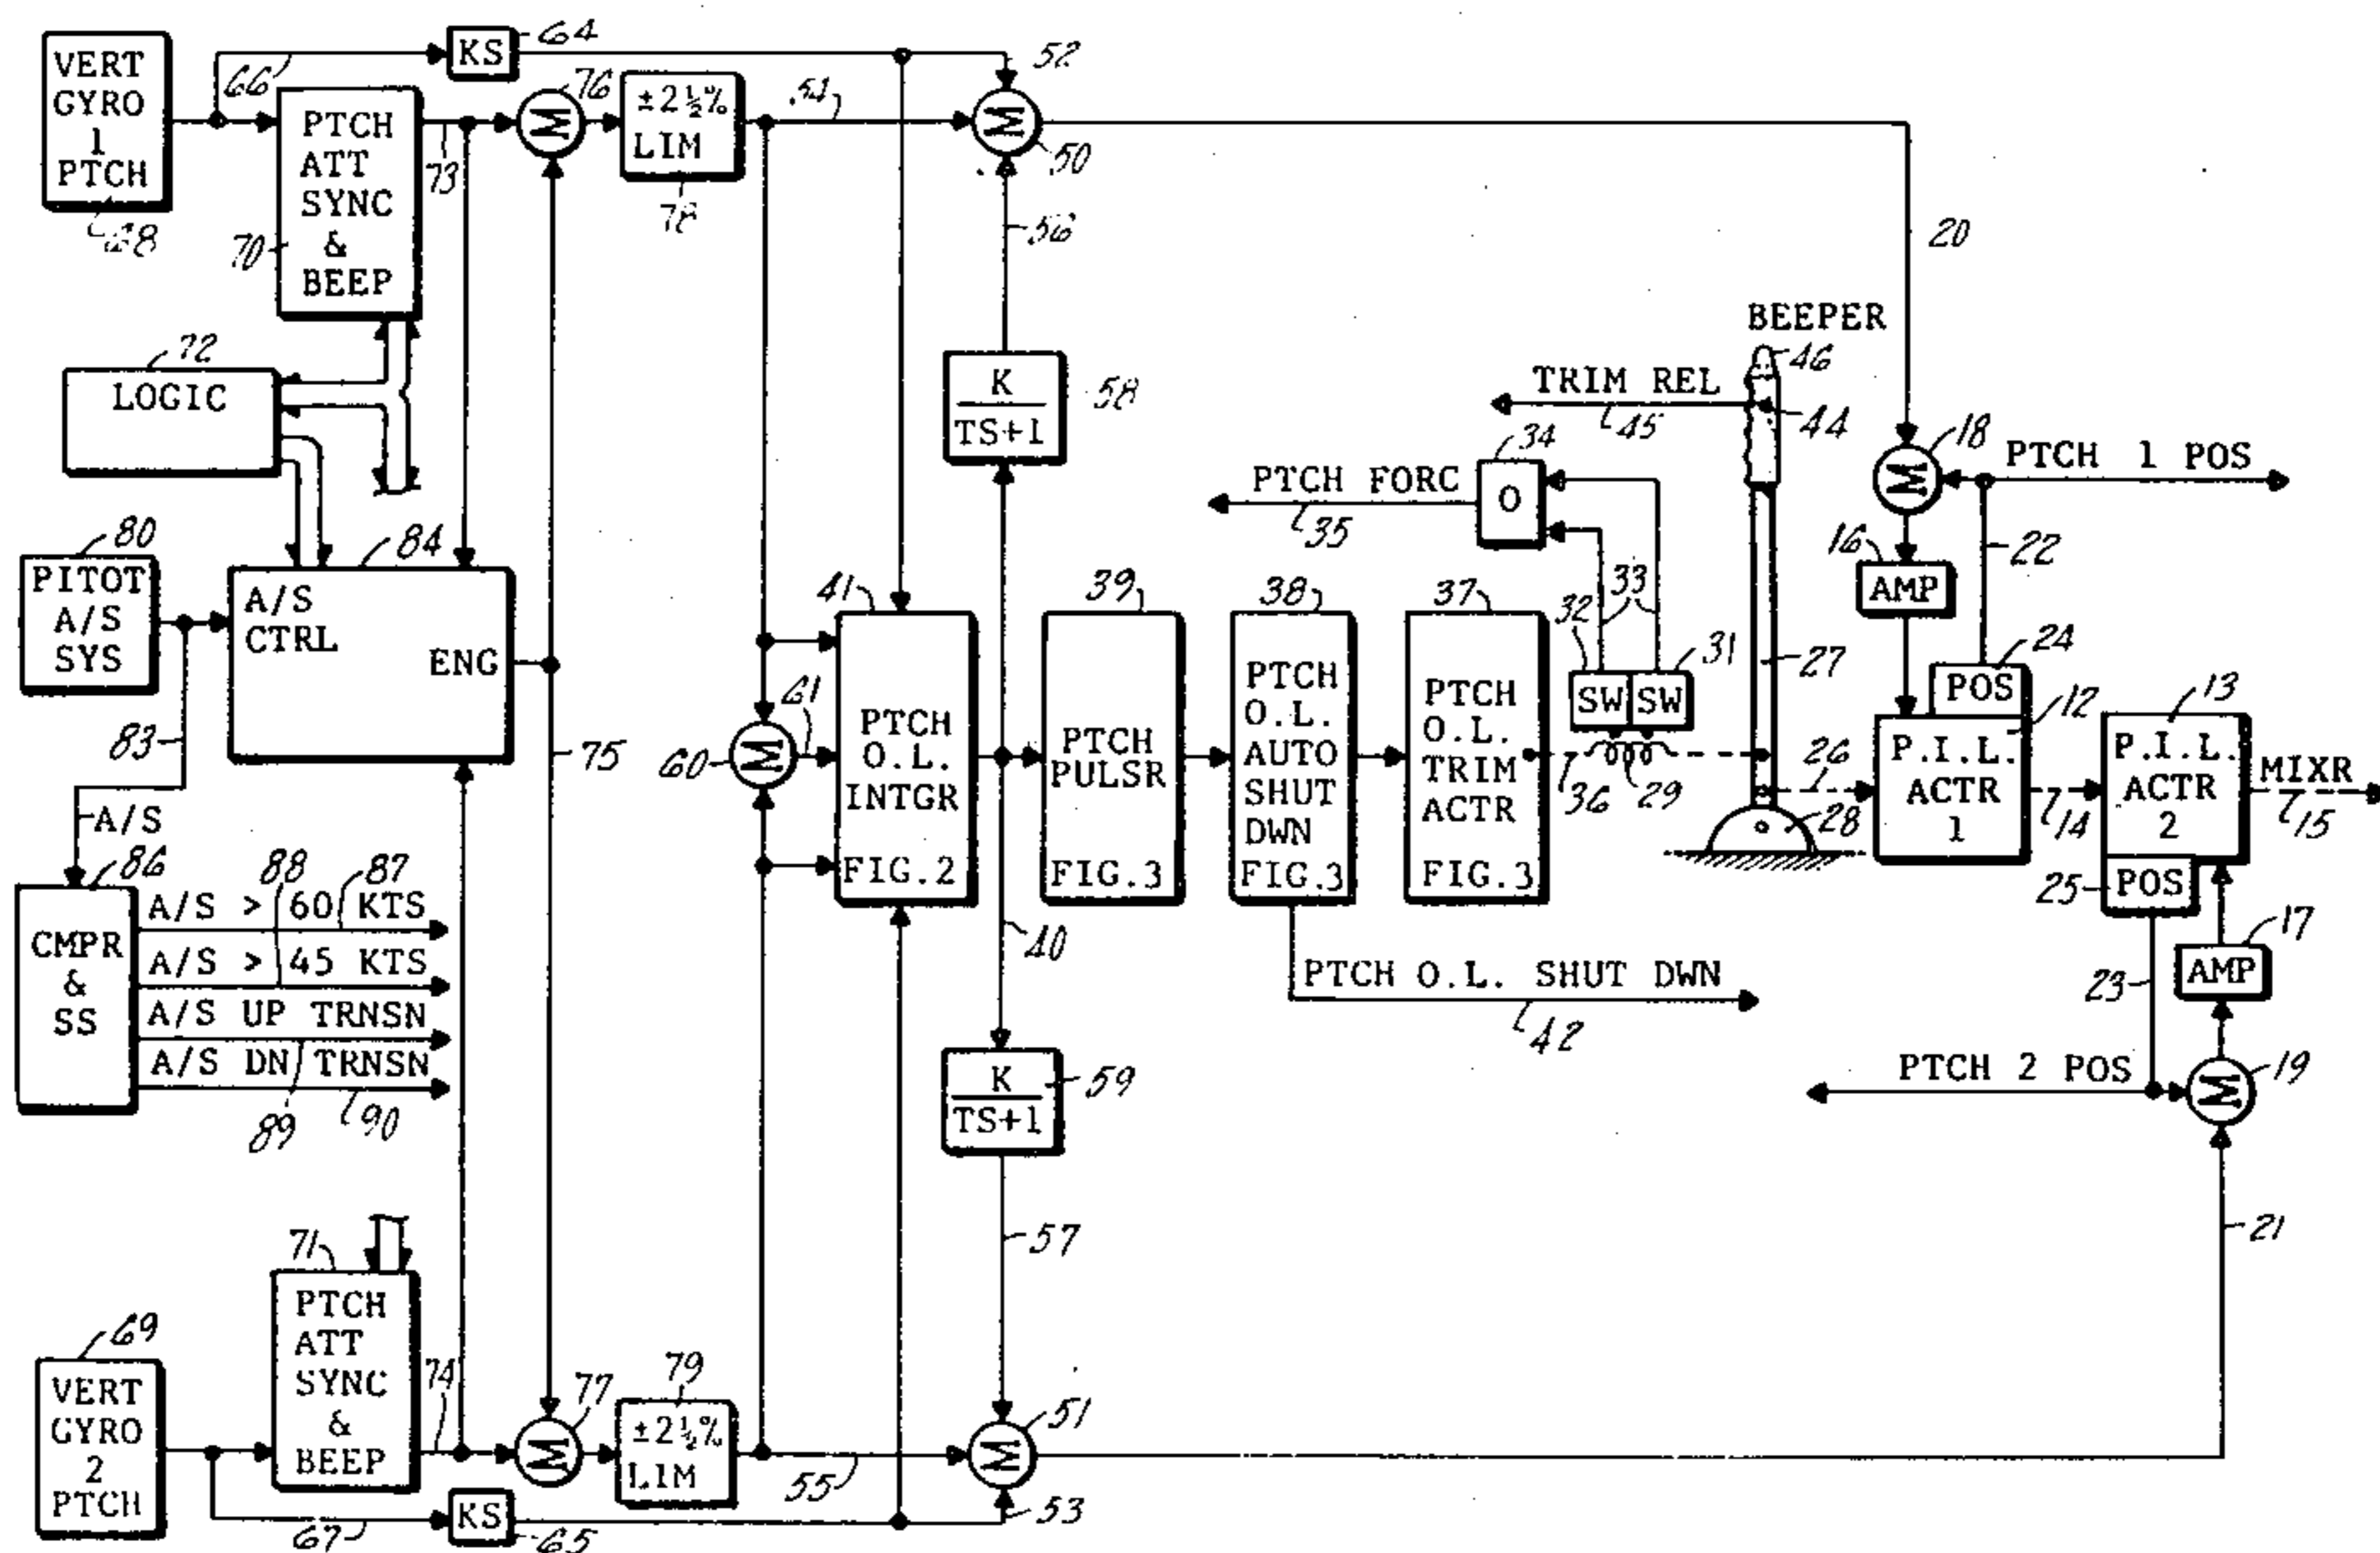 VERT
GYRO
1
PTCH
68
66
KS
64
PTCH
ATT
SYNC
&
BEEP
70
73
76
±2½%
LIM
78
54
52
50
56
20
72
LOGIC
K
TS+1
58
BEEPER
46
TRIM REL
45
44
34
O
PTCH FORC
35
18
PTCH 1 POS
80
PITOT
A/S
SYS
84
A/S
CTRL
ENG
83
75
16
AMP
22
24
POS
41
PTCH
O.L.
INTGR
FIG.2
60
61
39
PTCH
PULSR
FIG.3
38
PTCH
O.L.
AUTO
SHUT
DWN
FIG.3
37
PTCH
O.L.
TRIM
ACTR
FIG.3
32
33
31
SW
SW
36
29
27
26
28
12
P.I.L.
ACTR
1
14
13
P.I.L.
ACTR
2
MIXR
15
25
POS
17
AMP
23
A/S
86
CMPR
&
SS
88
87
A/S > 60 KTS
A/S > 45 KTS
A/S UP TRNSN
A/S DN TRNSN
89
90
40
PTCH O.L. SHUT DWN
42
K
TS+1
59
PTCH 2 POS
19
57
21
71
PTCH
ATT
SYNC
&
BEEP
69
VERT
GYRO
2
PTCH
74
77
79
±2½%
LIM
55
51
53
67
KS
65